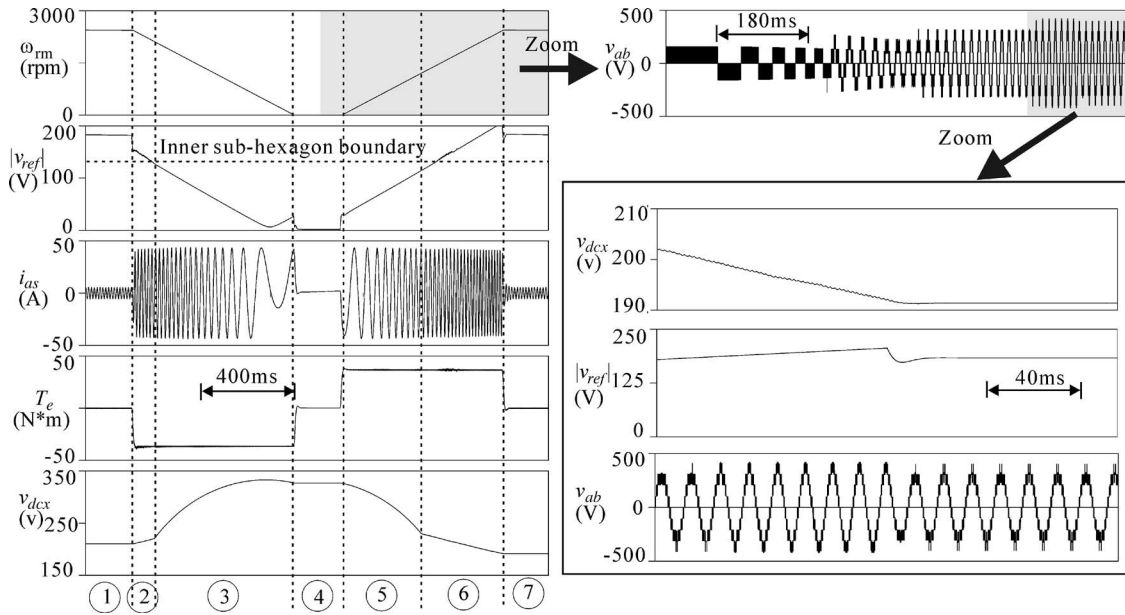 3000
ω_rm
(rpm)
0
200
|v_ref|
(V)
100
0
Inner sub-hexagon boundary
50
i_as
(A)
0
-50
50
T_e
(N*m)
0
-50
400ms
350
v_dcx
(v)
250
150
1 2 3 4 5 6 7
Zoom
500
v_ab
(V)
0
-500
180ms
Zoom
210
v_dcx
(v)
200
190
250
|v_ref|
(V)
125
0
40ms
500
v_ab
(V)
0
-500